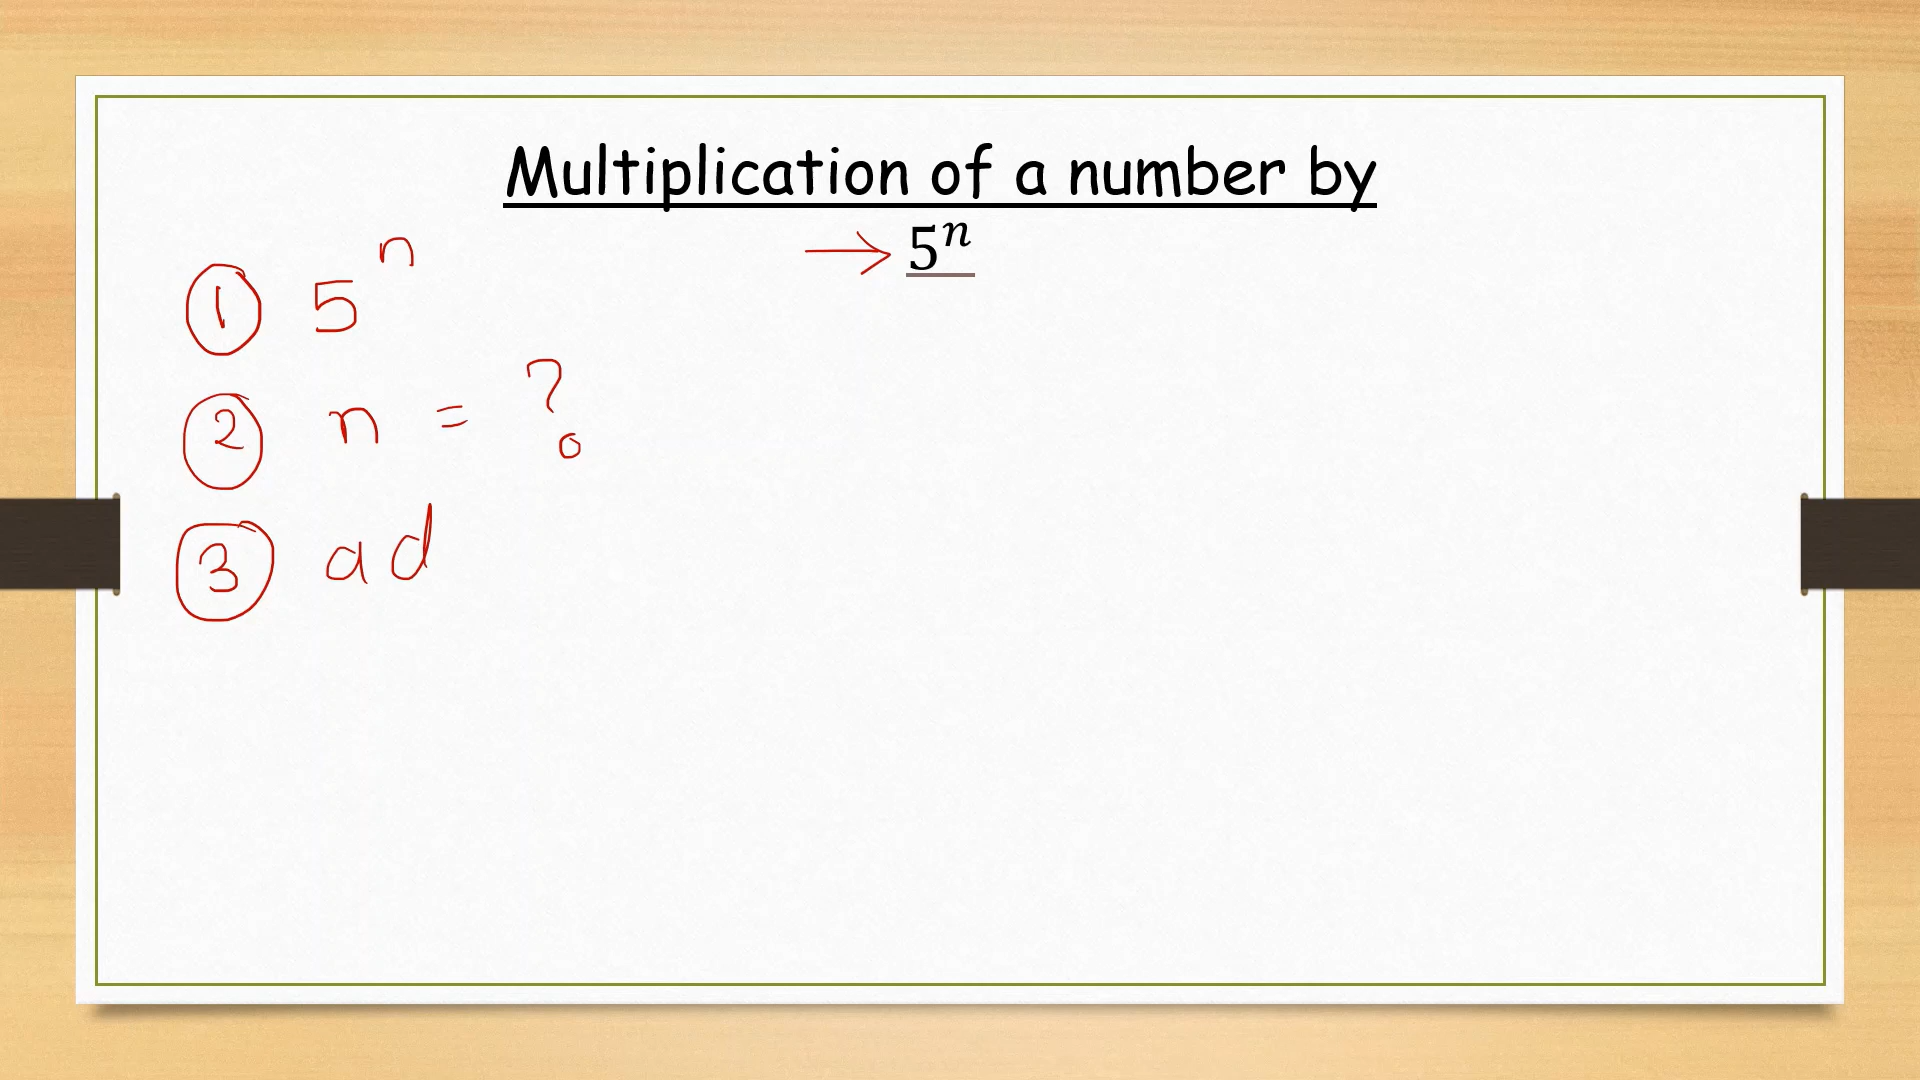 Multiplication of a number by
→ 5ⁿ
① 5ⁿ
② n = ?
③ ad